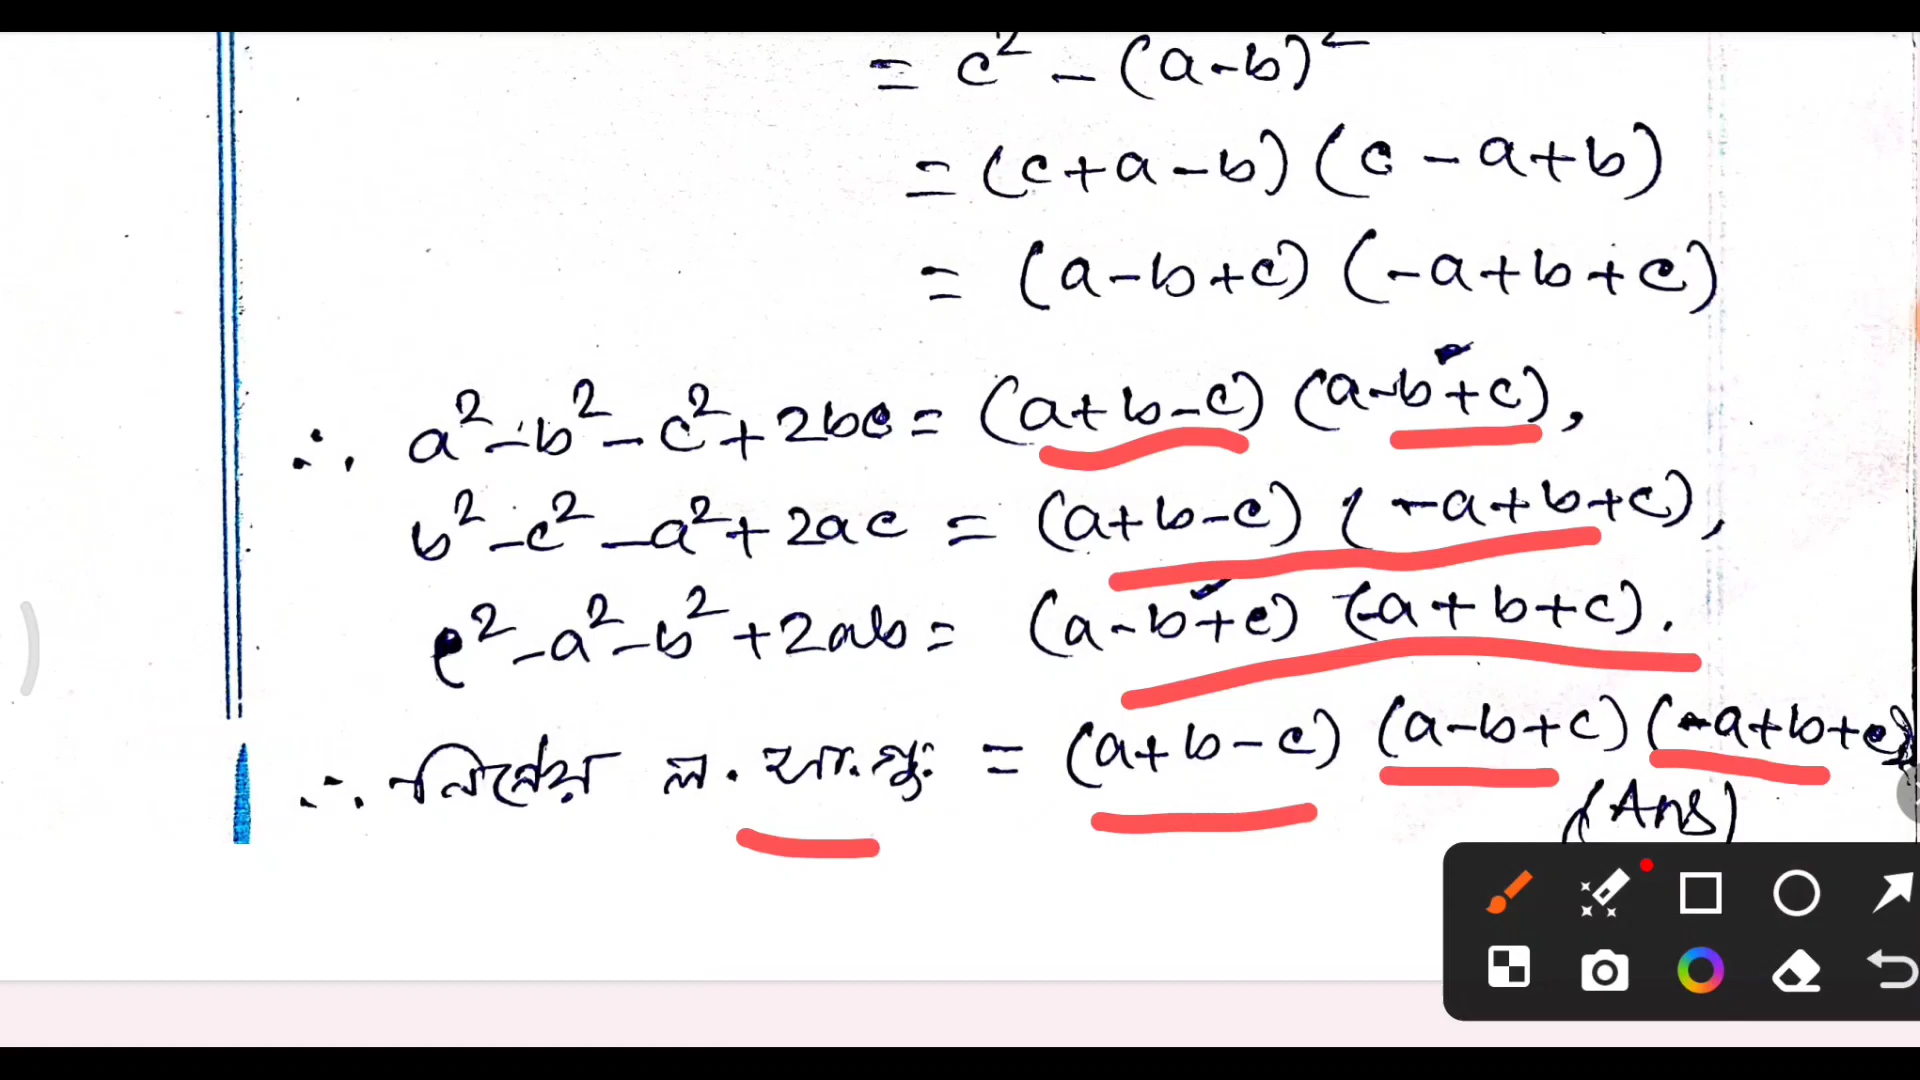 = c² - (a-b)²
= (c+a-b) (c-a+b)
= (a-b+c) (-a+b+c)
∴ a²-b²-c²+2bc = (a+b-c) (a-b+c),
b²-c²-a²+2ac = (a+b-c) (-a+b+c),
c²-a²-b²+2ab = (a-b+c) (-a+b+c).
∴ নির্ণেয় ল.সা.গু: = (a+b-c) (a-b+c) (-a+b+c)
(Ans)